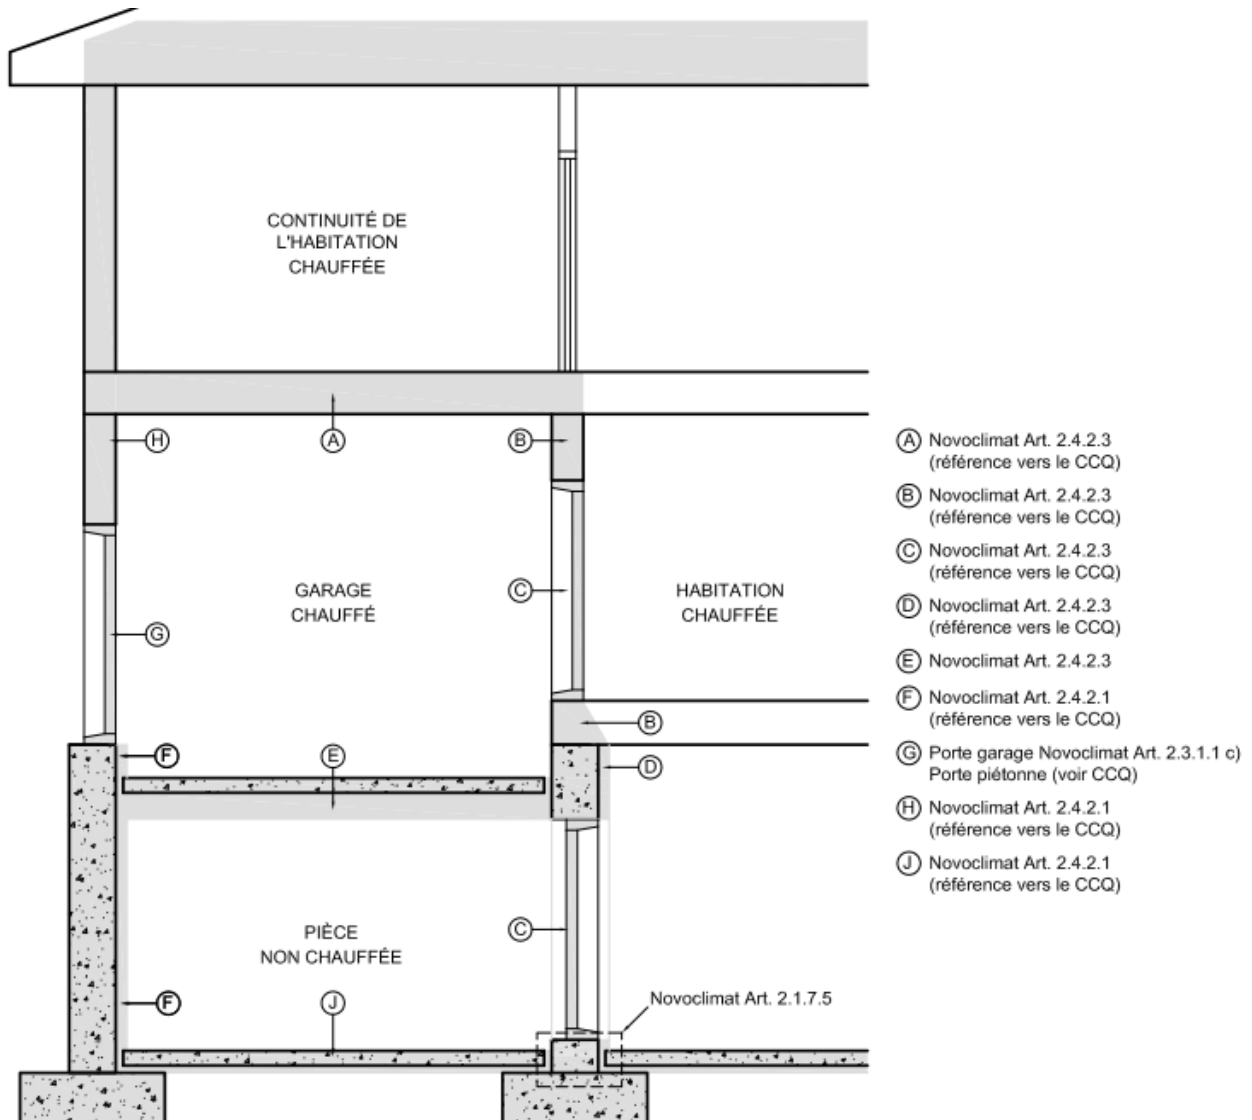 CONTINUITÉ DE
L'HABITATION
CHAUFFÉE
H
A
B
GARAGE
CHAUFFÉ
C
HABITATION
CHAUFFÉE
G
B
F
E
D
PIÈCE
NON CHAUFFÉE
C
F
J
Novoclimat Art. 2.1.7.5
A Novoclimat Art. 2.4.2.3
(référence vers le CCQ)
B Novoclimat Art. 2.4.2.3
(référence vers le CCQ)
C Novoclimat Art. 2.4.2.3
(référence vers le CCQ)
D Novoclimat Art. 2.4.2.3
(référence vers le CCQ)
E Novoclimat Art. 2.4.2.3
F Novoclimat Art. 2.4.2.1
(référence vers le CCQ)
G Porte garage Novoclimat Art. 2.3.1.1 c)
Porte piétonne (voir CCQ)
H Novoclimat Art. 2.4.2.1
(référence vers le CCQ)
J Novoclimat Art. 2.4.2.1
(référence vers le CCQ)